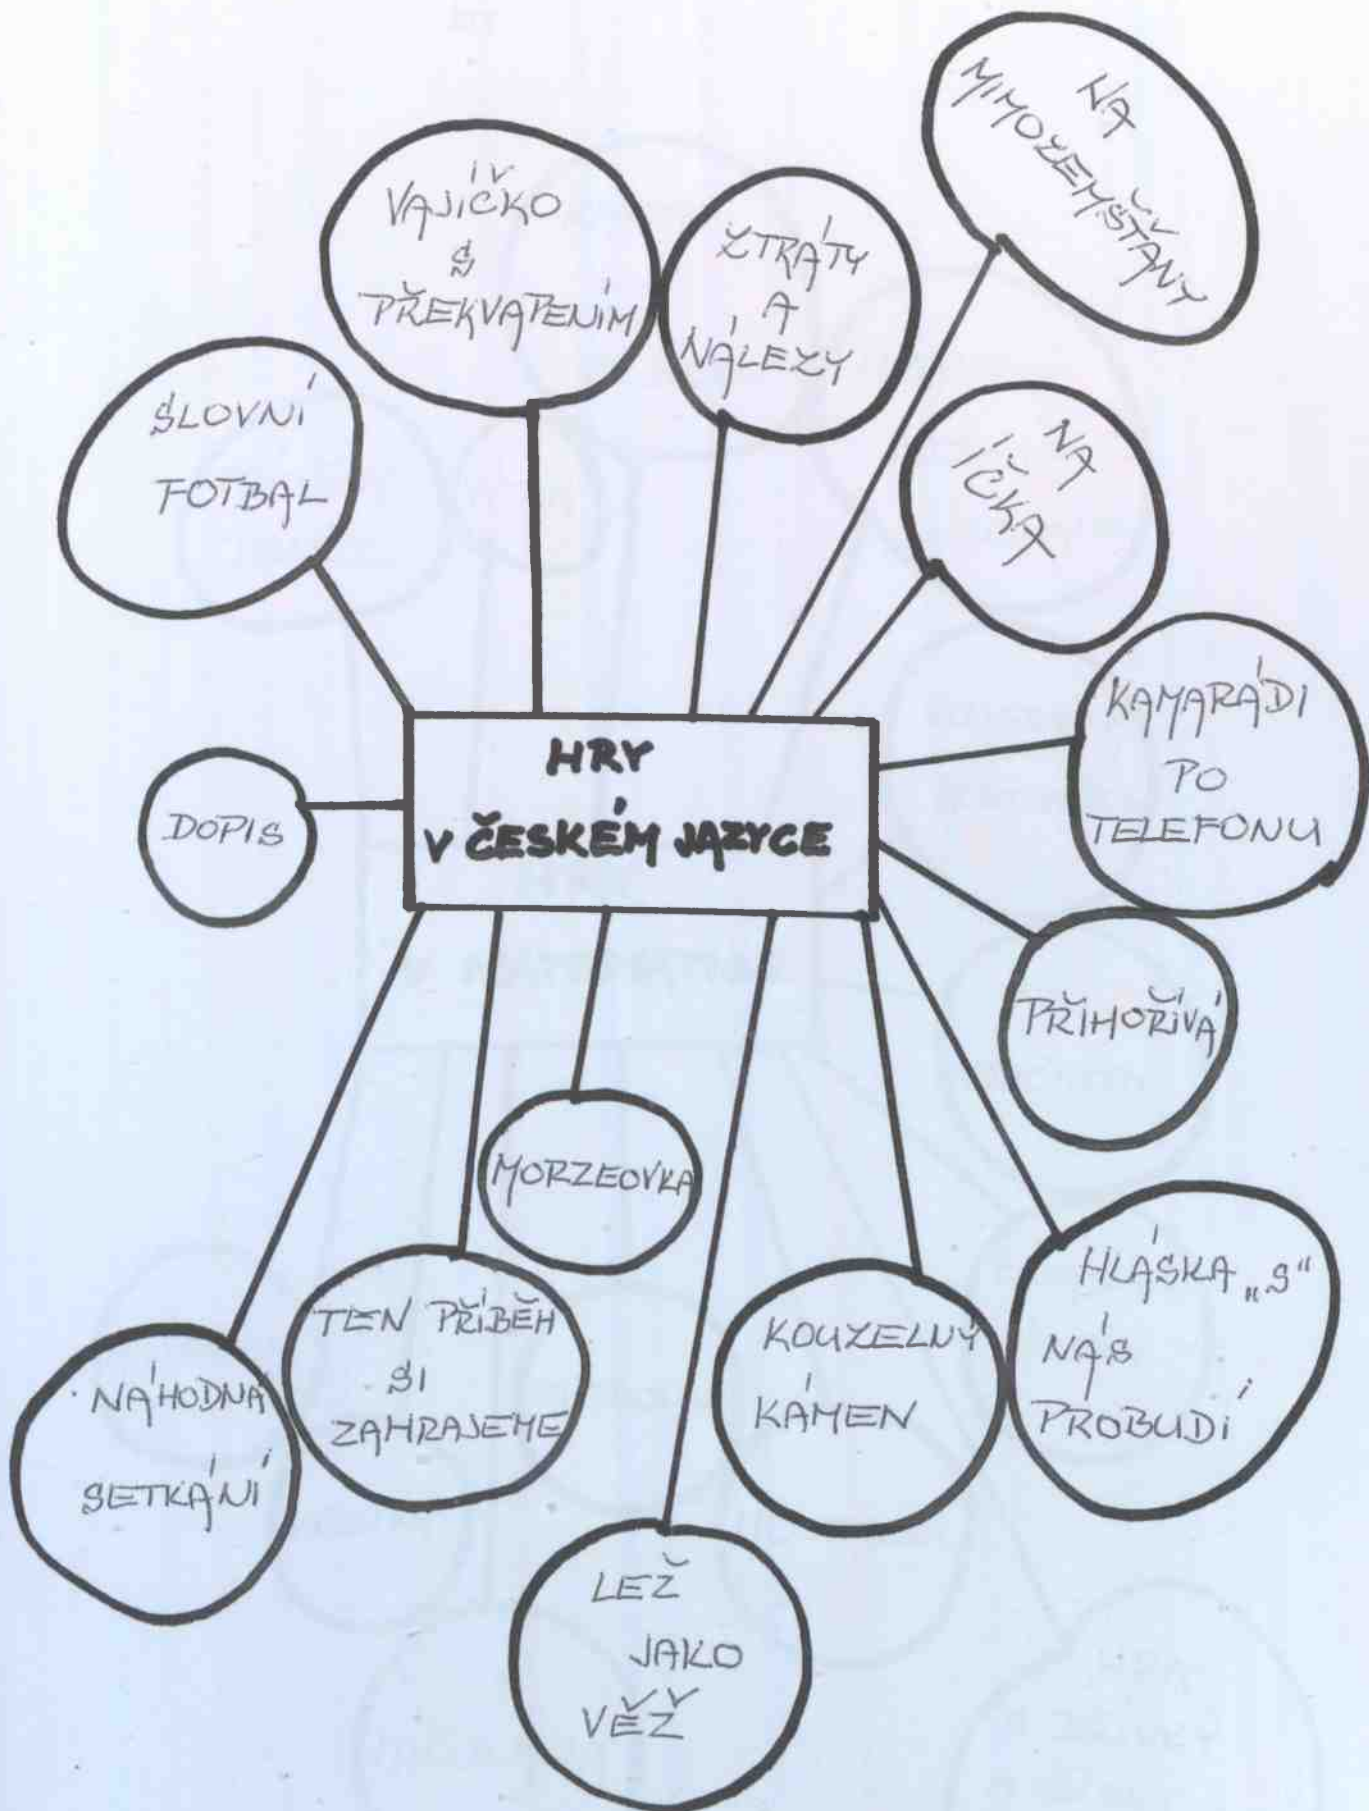 NA
MIMOZEMŠŤANY
VAJÍČKO
S
PŘEKVAPENÍM
ZTRÁTY
A
NÁLEZY
SLOVNÍ
FOTBAL
NA
ÍČKA
KAMARÁDI
PO
TELEFONU
HRY
V ČESKÉM JAZYCE
DOPIS
PŘIHOŘÍVÁ
MORZEOVKA
HLÁSKA „S“
NÁS
PROBUDÍ
TEN PŘÍBĚH
SI
ZAHRAJEME
KOUZELNÝ
KÁMEN
NÁHODNÁ
SETKÁNÍ
LEŽ
JAKO
VĚŽ